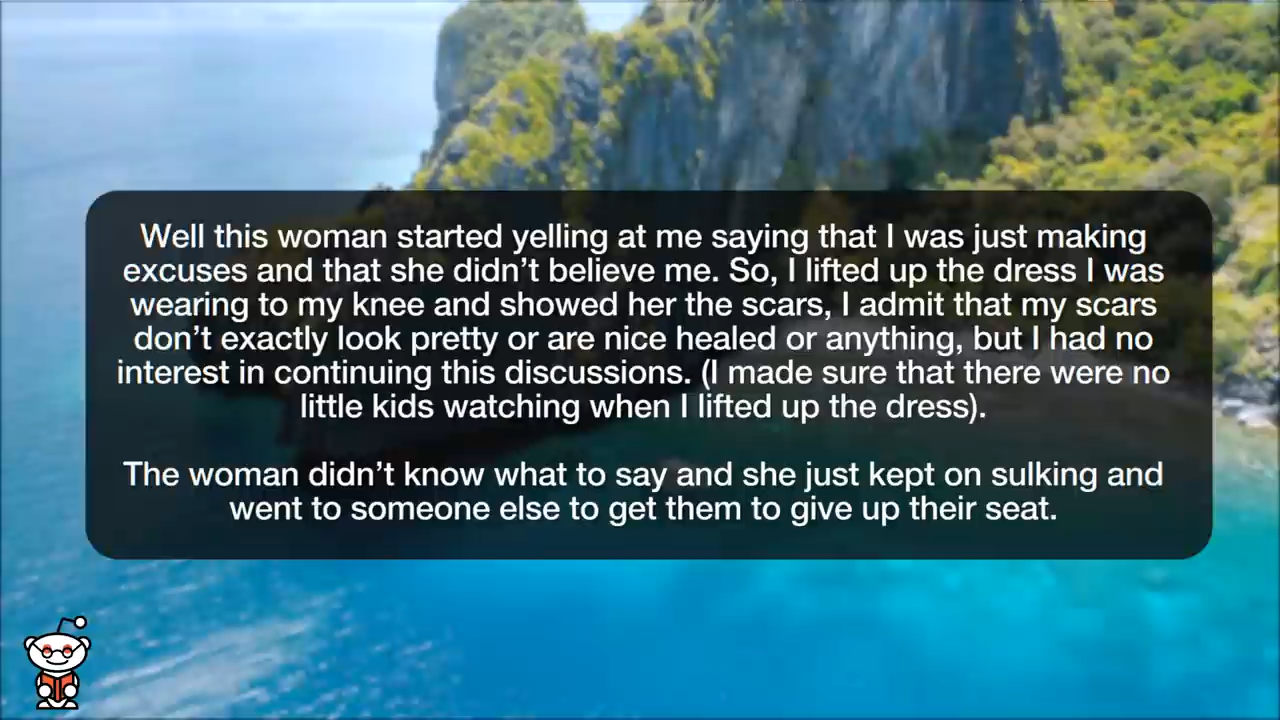 Well this woman started yelling at me saying that I was just making
excuses and that she didn’t believe me. So, I lifted up the dress I was
wearing to my knee and showed her the scars, I admit that my scars
don’t exactly look pretty or are nice healed or anything, but I had no
interest in continuing this discussions. (I made sure that there were no
little kids watching when I lifted up the dress).
The woman didn’t know what to say and she just kept on sulking and
went to someone else to get them to give up their seat.